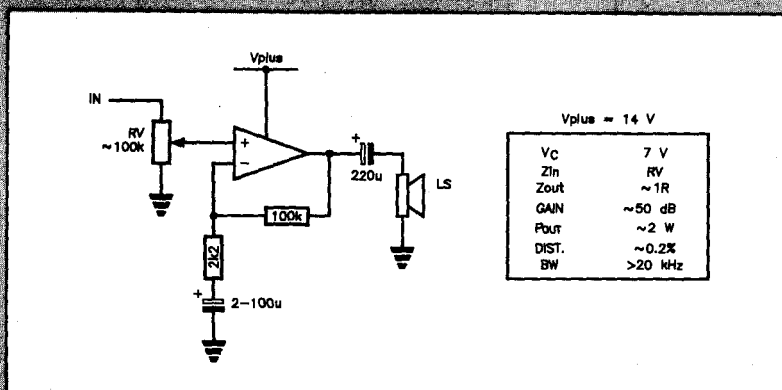 Vplus
IN
RV
~100k
+
−
+
220u
LS
100k
2k2
+
2−100u
Vplus ≈ 14 V
VC 7 V
Zin RV
Zout ~1R
GAIN ~50 dB
Pout ~2 W
DIST. ~0.2%
BW >20 kHz